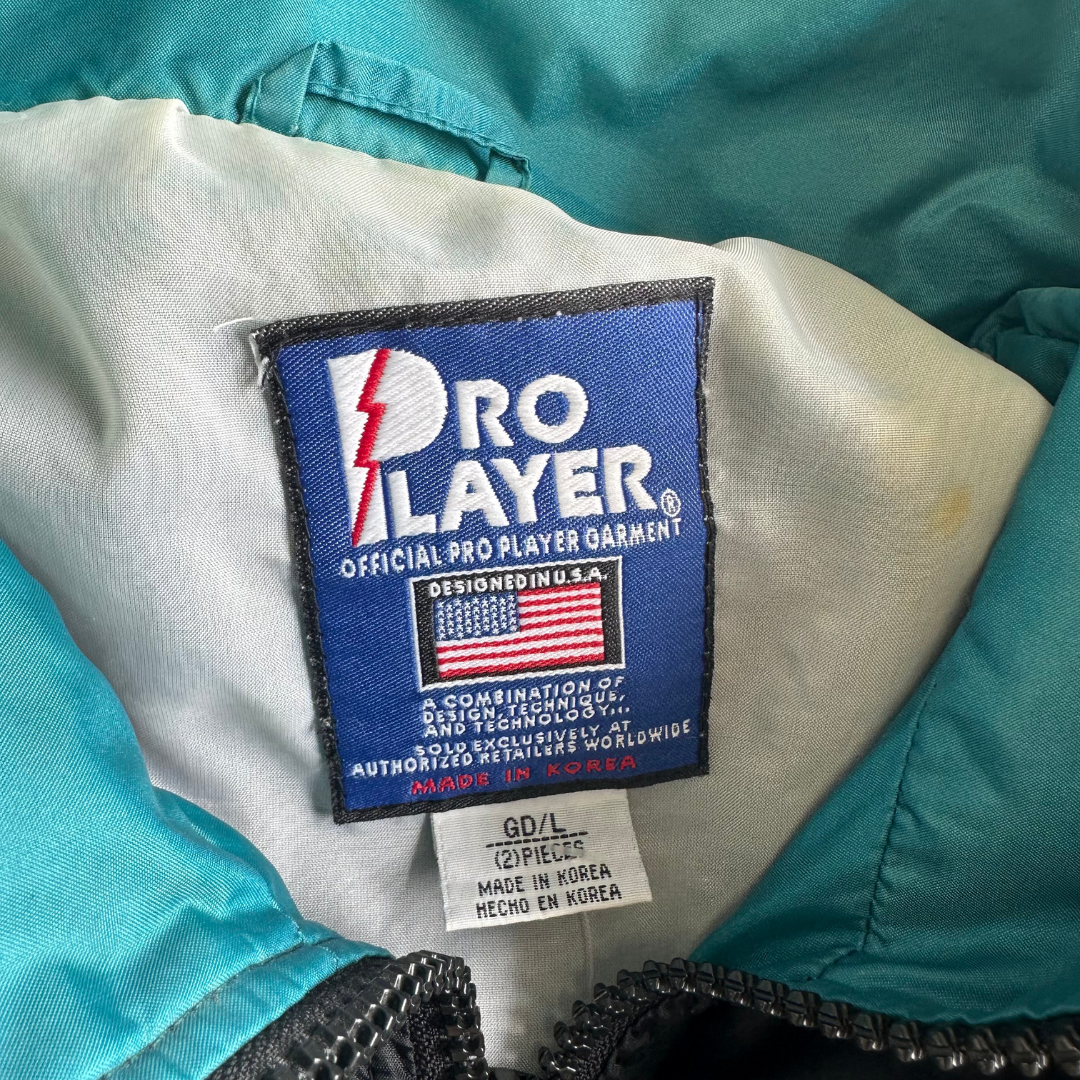 PRO
PLAYER®
OFFICIAL PRO PLAYER GARMENT
DESIGNED IN U.S.A.
A COMBINATION OF
DESIGN, TECHNIQUE,
AND TECHNOLOGY...
SOLD EXCLUSIVELY AT
AUTHORIZED RETAILERS WORLDWIDE
MADE IN KOREA
GD/L
(2)PIECES
MADE IN KOREA
HECHO EN KOREA